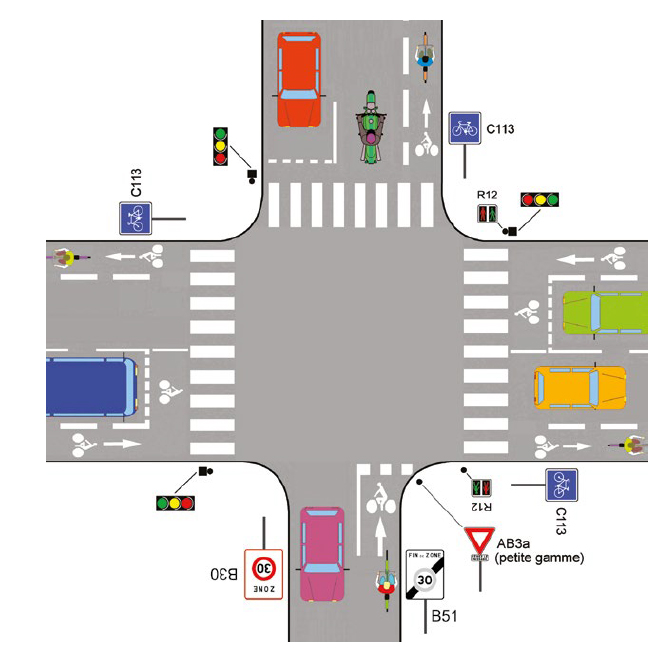 C113
C113
R12
R12
C113
AB3a
(petite gamme)
B30
30
ZONE
FIN DE ZONE
30
B51